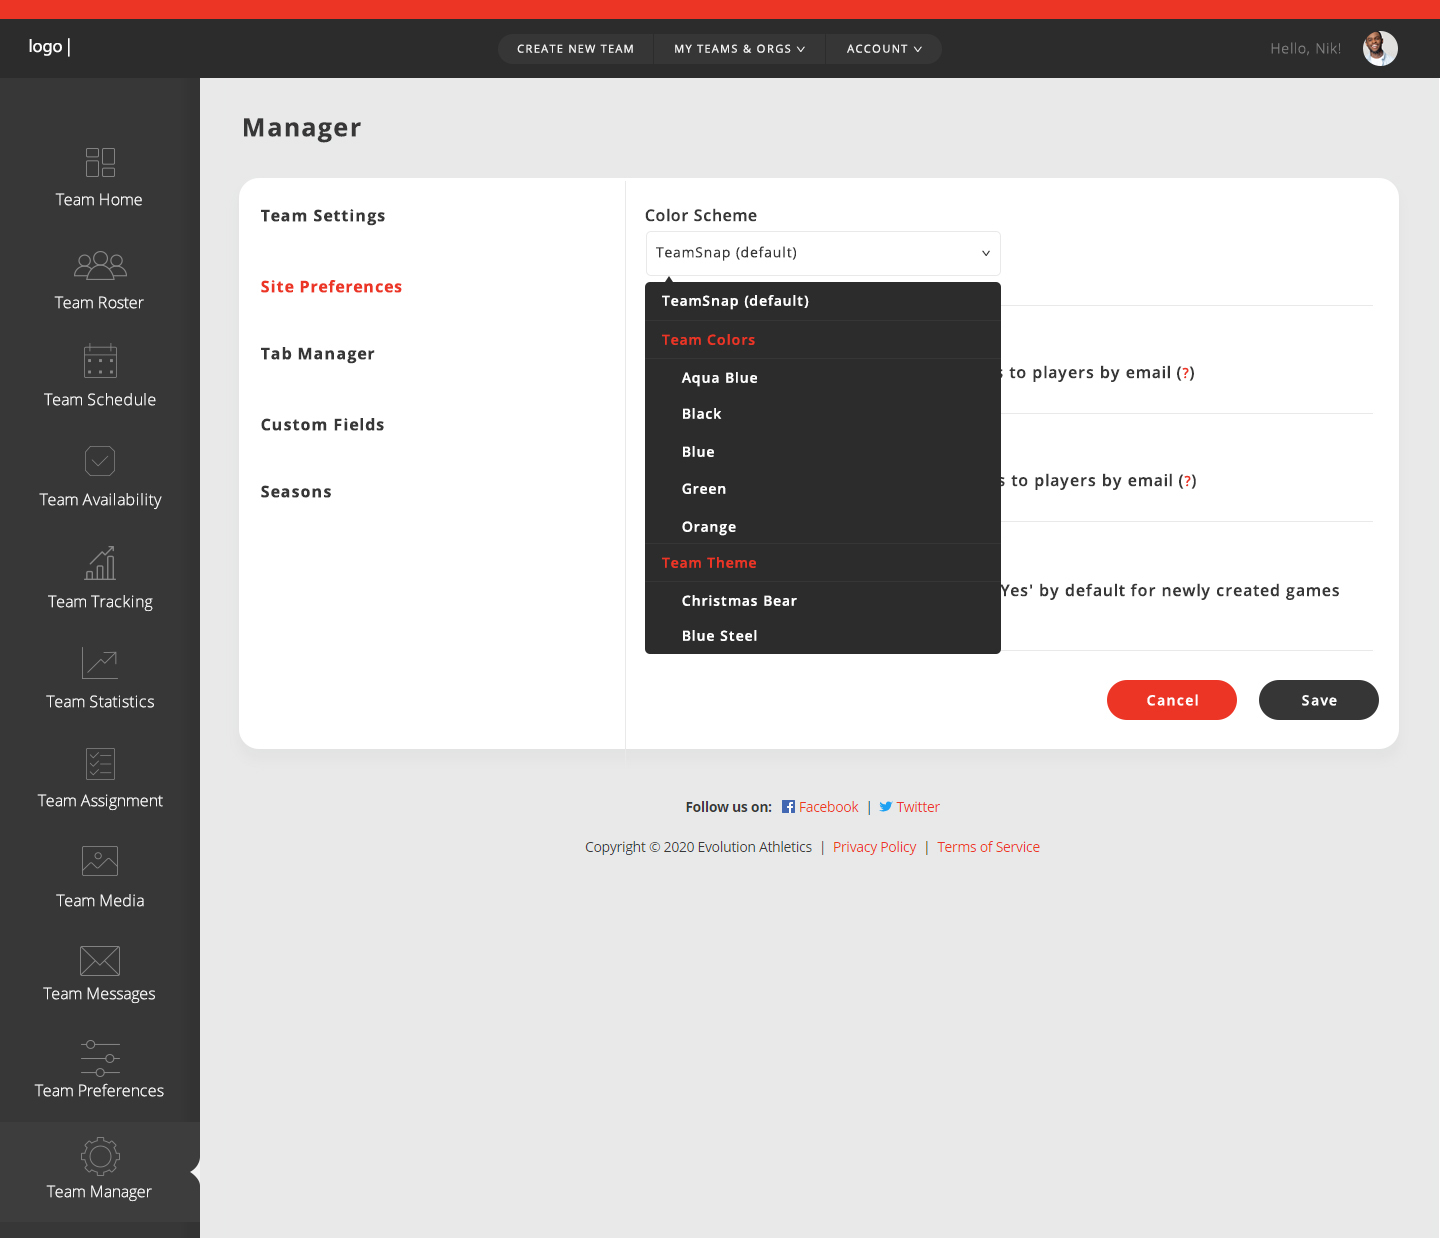 logo |
CREATE NEW TEAM
MY TEAMS & ORGS
ACCOUNT
Hello, Nik!
Team Home
Team Roster
Team Schedule
Team Availability
Team Tracking
Team Statistics
Team Assignment
Team Media
Team Messages
Team Preferences
Team Manager
Manager
Team Settings
Site Preferences
Tab Manager
Custom Fields
Seasons
Color Scheme
TeamSnap (default)
TeamSnap (default)
Team Colors
Aqua Blue
Black
Blue
Green
Orange
Team Theme
Christmas Bear
Blue Steel
s to players by email (?)
s to players by email (?)
Yes' by default for newly created games
Cancel
Save
Follow us on: Facebook | Twitter
Copyright © 2020 Evolution Athletics | Privacy Policy | Terms of Service